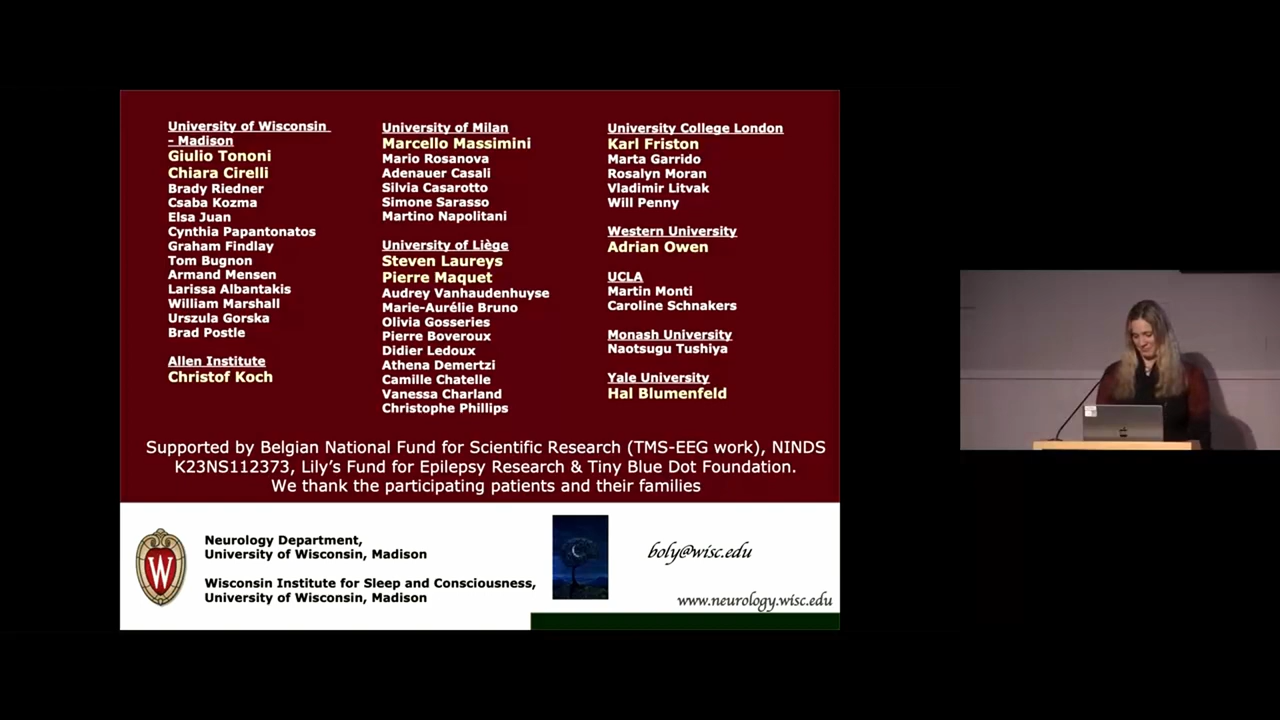 University of Wisconsin
- Madison
Giulio Tononi
Chiara Cirelli
Brady Riedner
Csaba Kozma
Elsa Juan
Cynthia Papantonatos
Graham Findlay
Tom Bugnon
Armand Mensen
Larissa Albantakis
William Marshall
Urszula Gorska
Brad Postle
Allen Institute
Christof Koch
University of Milan
Marcello Massimini
Mario Rosanova
Adenauer Casali
Silvia Casarotto
Simone Sarasso
Martino Napolitani
University of Liège
Steven Laureys
Pierre Maquet
Audrey Vanhaudenhuyse
Marie-Aurélie Bruno
Olivia Gosseries
Pierre Boveroux
Didier Ledoux
Athena Demertzi
Camille Chatelle
Vanessa Charland
Christophe Phillips
University College London
Karl Friston
Marta Garrido
Rosalyn Moran
Vladimir Litvak
Will Penny
Western University
Adrian Owen
UCLA
Martin Monti
Caroline Schnakers
Monash University
Naotsugu Tushiya
Yale University
Hal Blumenfeld
Supported by Belgian National Fund for Scientific Research (TMS-EEG work), NINDS
K23NS112373, Lily's Fund for Epilepsy Research & Tiny Blue Dot Foundation.
We thank the participating patients and their families
W
Neurology Department,
University of Wisconsin, Madison
Wisconsin Institute for Sleep and Consciousness,
University of Wisconsin, Madison
boly@wisc.edu
www.neurology.wisc.edu